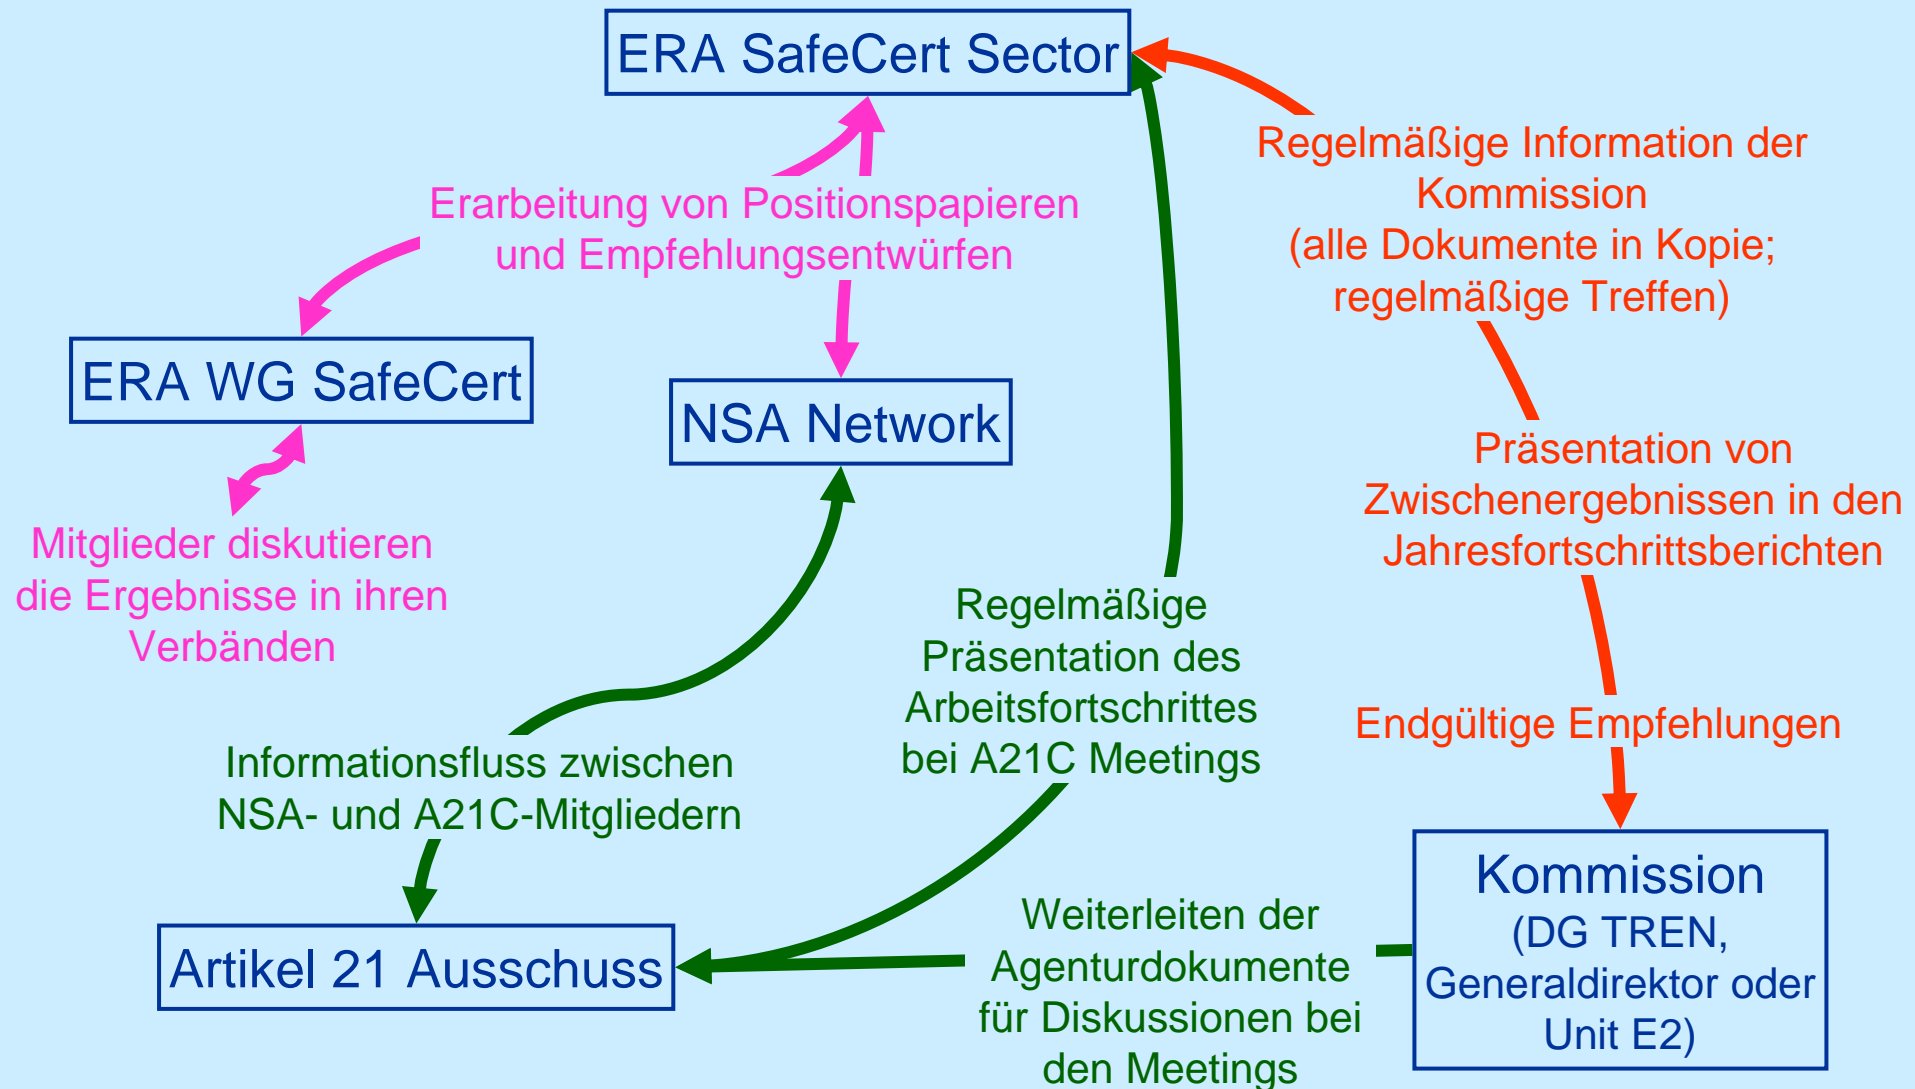 ERA SafeCert Sector
Regelmäßige Information der
Kommission
(alle Dokumente in Kopie;
regelmäßige Treffen)
Erarbeitung von Positionspapieren
und Empfehlungsentwürfen
ERA WG SafeCert
NSA Network
Präsentation von
Zwischenergebnissen in den
Jahresfortschrittsberichten
Mitglieder diskutieren
die Ergebnisse in ihren
Verbänden
Regelmäßige
Präsentation des
Arbeitsfortschrittes
bei A21C Meetings
Endgültige Empfehlungen
Informationsfluss zwischen
NSA- und A21C-Mitgliedern
Artikel 21 Ausschuss
Weiterleiten der
Agenturdokumente
für Diskussionen bei
den Meetings
Kommission
(DG TREN,
Generaldirektor oder
Unit E2)